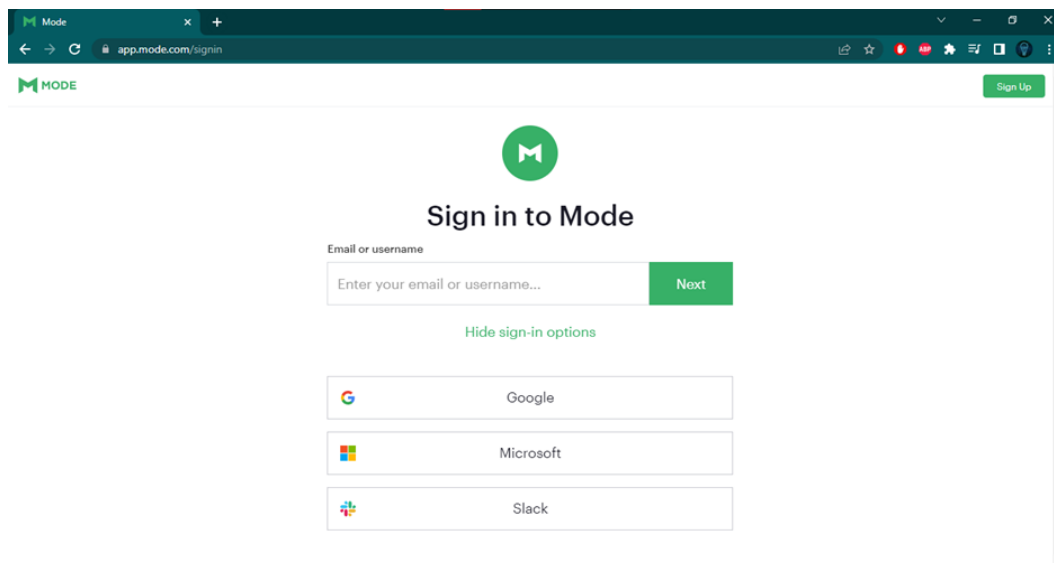 Mode
app.mode.com/signin
ABP
MODE
Sign Up
Sign in to Mode
Email or username
Enter your email or username...
Next
Hide sign-in options
Google
Microsoft
Slack